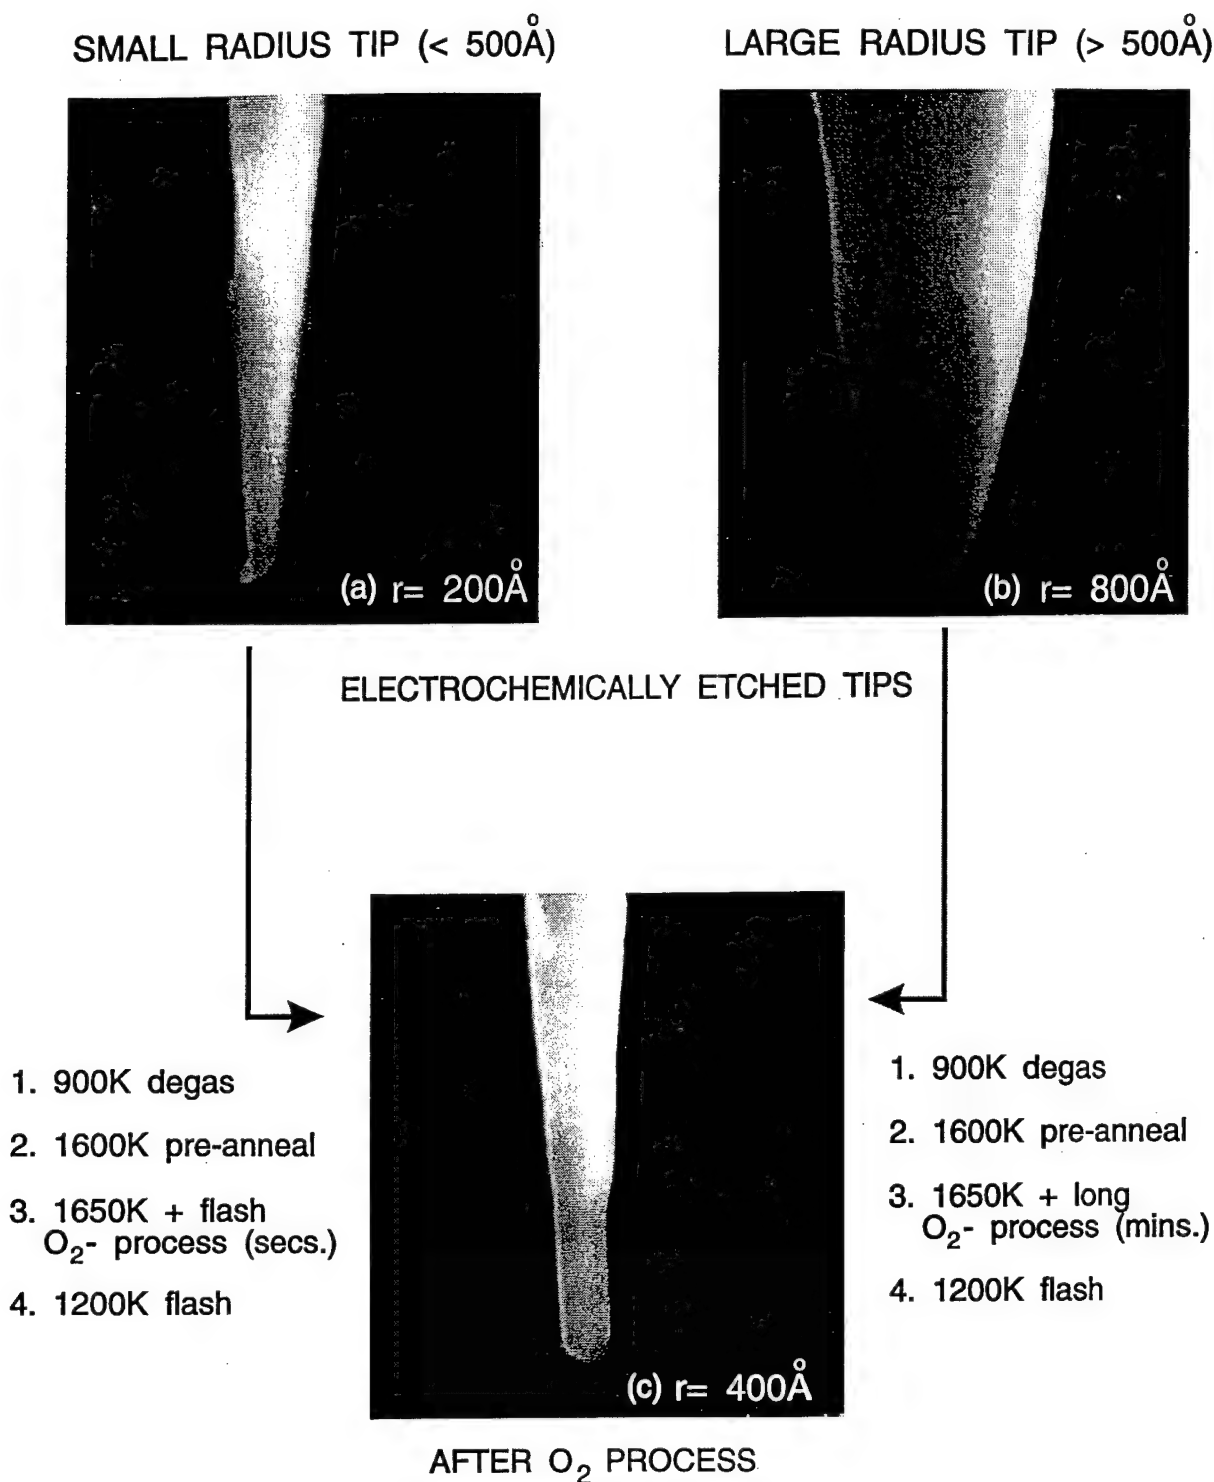 SMALL RADIUS TIP (< 500Å)
LARGE RADIUS TIP (> 500Å)
(a) r= 200Å
(b) r= 800Å
ELECTROCHEMICALLY ETCHED TIPS
1. 900K degas
2. 1600K pre-anneal
3. 1650K + flash
O₂- process (secs.)
4. 1200K flash
1. 900K degas
2. 1600K pre-anneal
3. 1650K + long
O₂- process (mins.)
4. 1200K flash
(c) r= 400Å
AFTER O₂ PROCESS